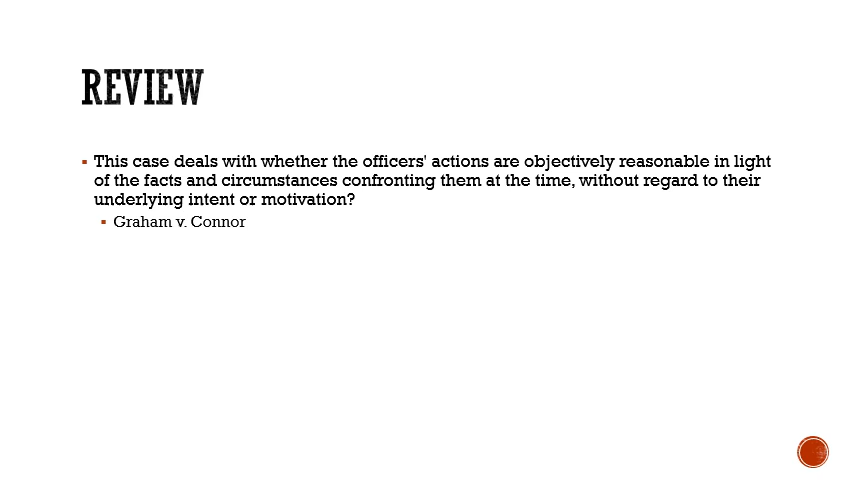 REVIEW
▪ This case deals with whether the officers' actions are objectively reasonable in light
of the facts and circumstances confronting them at the time, without regard to their
underlying intent or motivation?
▪ Graham v. Connor